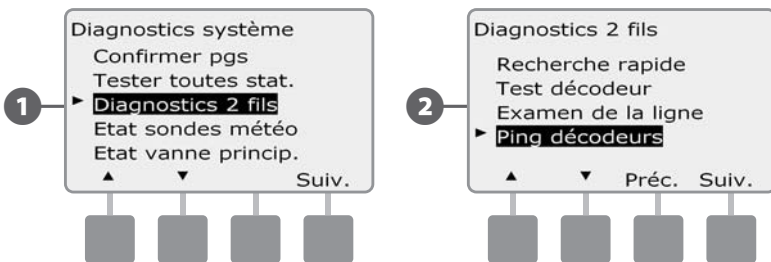 1
Diagnostics système
Confirmer pgs
Tester toutes stat.
► Diagnostics 2 fils
Etat sondes météo
Etat vanne princip.
▲ ▼ Suiv.
2
Diagnostics 2 fils
Recherche rapide
Test décodeur
Examen de la ligne
► Ping décodeurs
▲ ▼ Préc. Suiv.